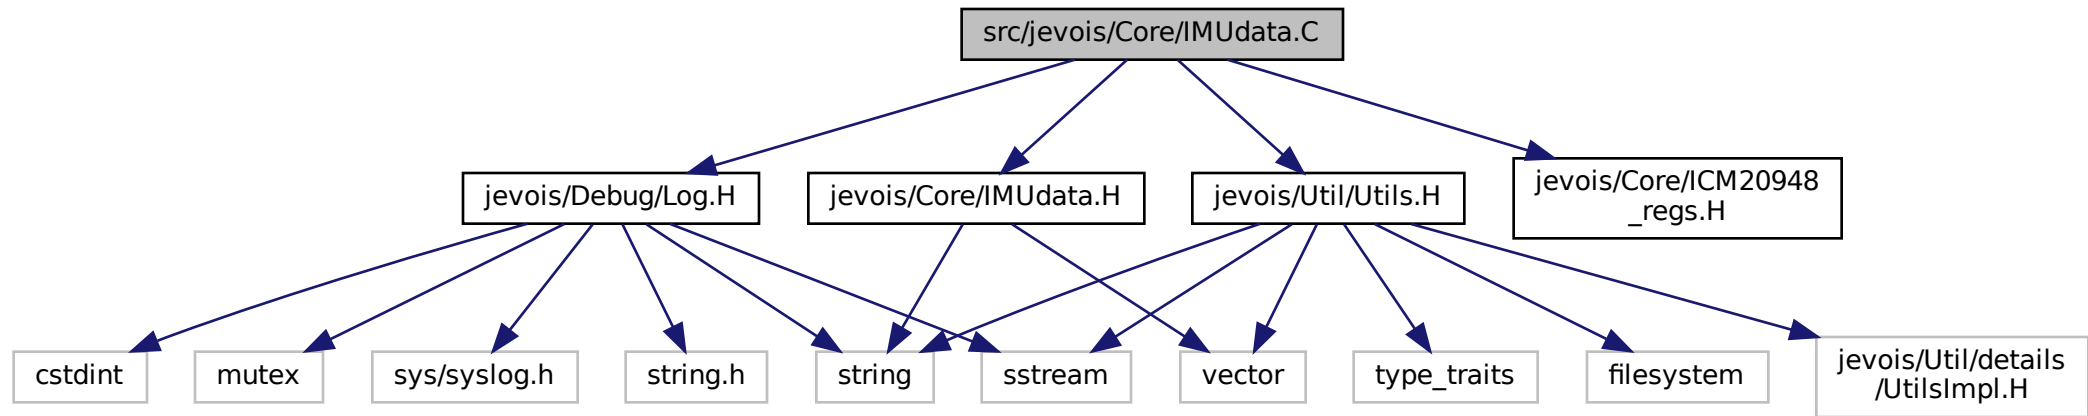 src/jevois/Core/IMUdata.C
jevois/Debug/Log.H
jevois/Core/IMUdata.H
jevois/Util/Utils.H
jevois/Core/ICM20948
_regs.H
cstdint
mutex
sys/syslog.h
string.h
string
sstream
vector
type_traits
filesystem
jevois/Util/details
/UtilsImpl.H